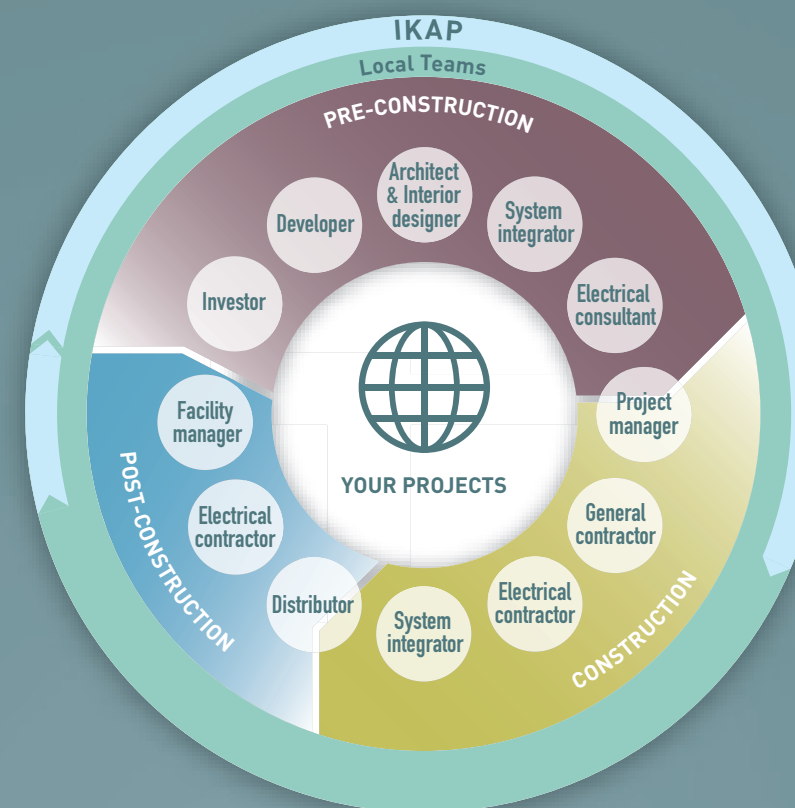 IKAP
Local Teams
PRE-CONSTRUCTION
Architect
& Interior
designer
Developer
System
integrator
Investor
Electrical
consultant
Facility
manager
Project
manager
YOUR PROJECTS
POST-CONSTRUCTION
Electrical
contractor
General
contractor
Distributor
Electrical
contractor
System
integrator
CONSTRUCTION